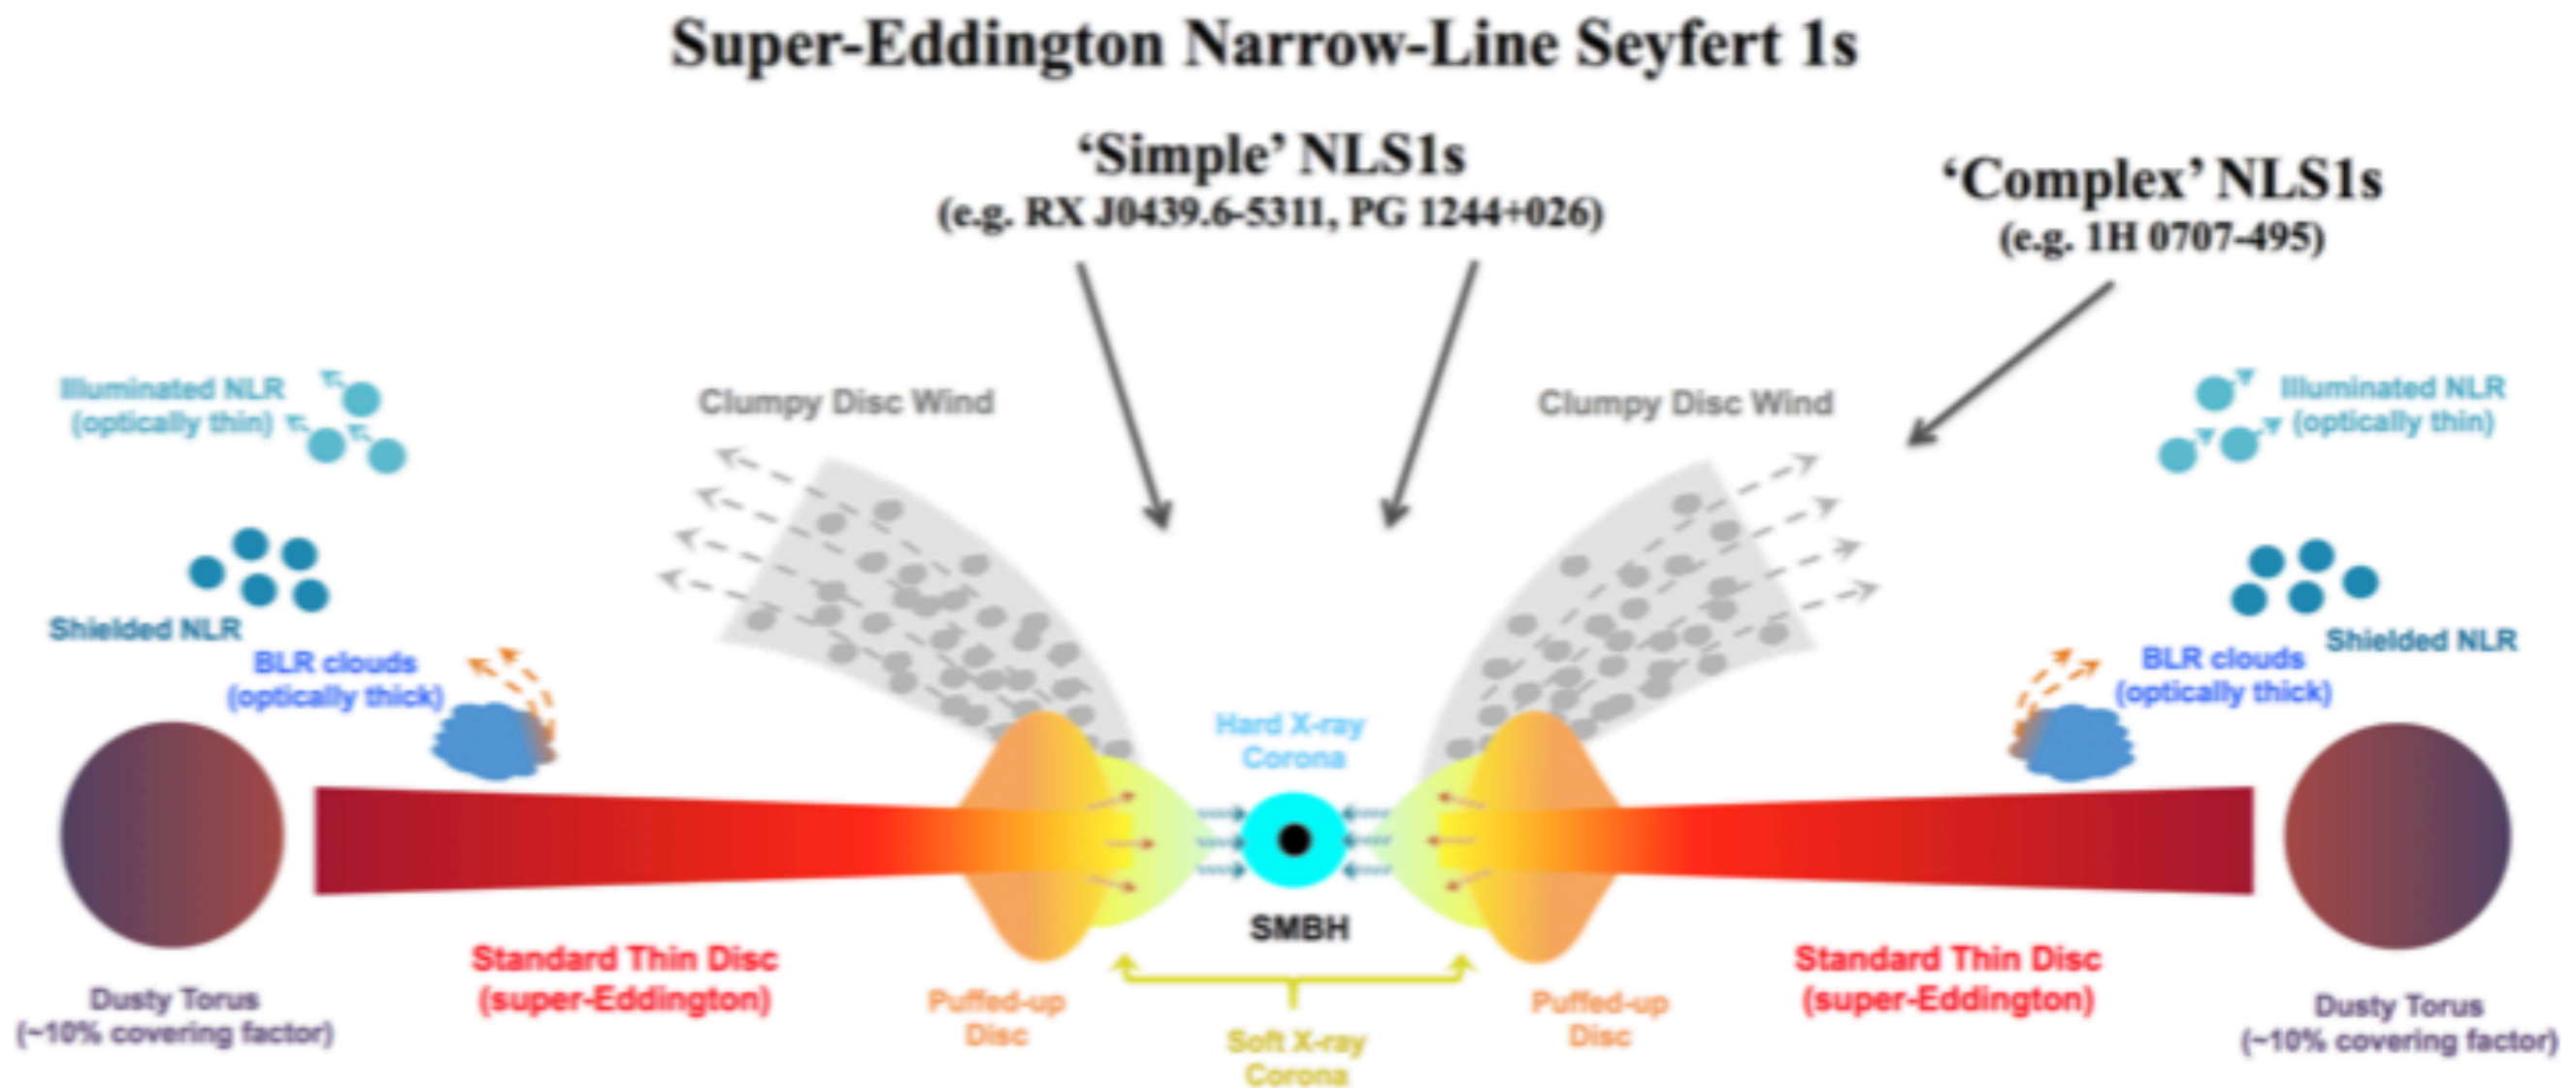 Super-Eddington Narrow-Line Seyfert 1s
‘Simple’ NLS1s
(e.g. RX J0439.6-5311, PG 1244+026)
‘Complex’ NLS1s
(e.g. 1H 0707-495)
Illuminated NLR
(optically thin)
Clumpy Disc Wind
Clumpy Disc Wind
Illuminated NLR
(optically thin)
Shielded NLR
BLR clouds
(optically thick)
Hard X-ray
Corona
BLR clouds
(optically thick)
Shielded NLR
SMBH
Standard Thin Disc
(super-Eddington)
Standard Thin Disc
(super-Eddington)
Dusty Torus
(~10% covering factor)
Puffed-up
Disc
Soft X-ray
Corona
Puffed-up
Disc
Dusty Torus
(~10% covering factor)